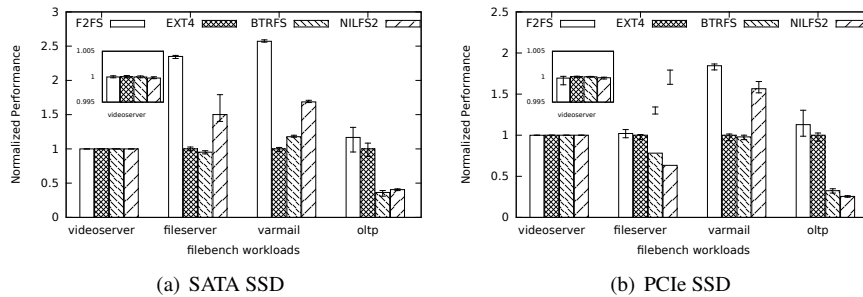 F2FS EXT4 BTRFS NILFS2
3
2.5
2
1.5
1
0.5
0
Normalized Performance
1.005
1
0.995
videoserver
videoserver fileserver varmail oltp
filebench workloads
(a) SATA SSD
F2FS EXT4 BTRFS NILFS2
2.5
2
1.5
1
0.5
0
Normalized Performance
1.005
1
0.995
videoserver
videoserver fileserver varmail oltp
filebench workloads
(b) PCIe SSD